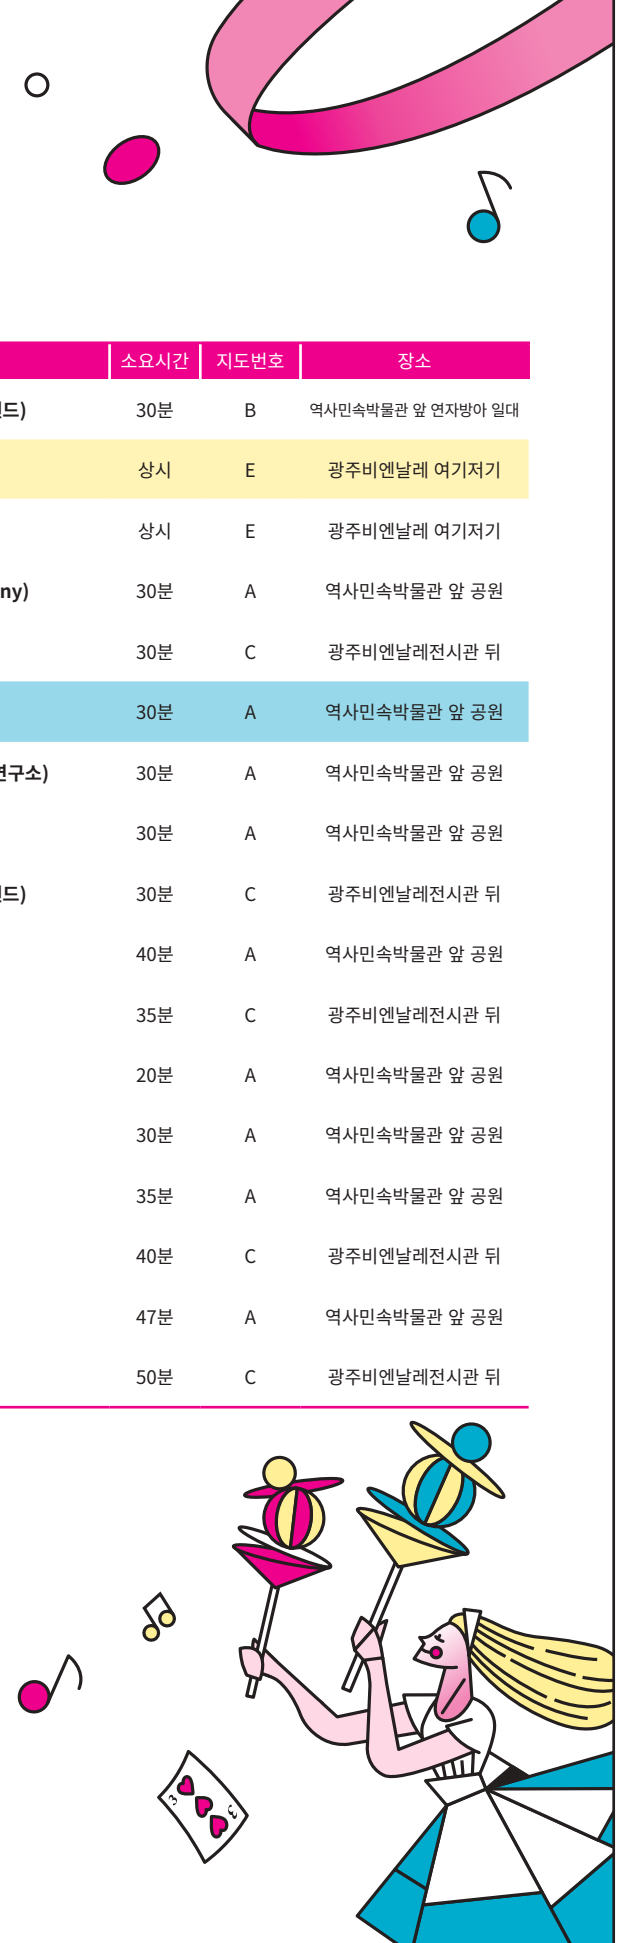 소요시간 지도번호 장소
드) 30분 B 역사민속박물관 앞 연자방아 일대
상시 E 광주비엔날레 여기저기
상시 E 광주비엔날레 여기저기
ny) 30분 A 역사민속박물관 앞 공원
30분 C 광주비엔날레전시관 뒤
30분 A 역사민속박물관 앞 공원
연구소) 30분 A 역사민속박물관 앞 공원
30분 A 역사민속박물관 앞 공원
드) 30분 C 광주비엔날레전시관 뒤
40분 A 역사민속박물관 앞 공원
35분 C 광주비엔날레전시관 뒤
20분 A 역사민속박물관 앞 공원
30분 A 역사민속박물관 앞 공원
35분 A 역사민속박물관 앞 공원
40분 C 광주비엔날레전시관 뒤
47분 A 역사민속박물관 앞 공원
50분 C 광주비엔날레전시관 뒤
3
3